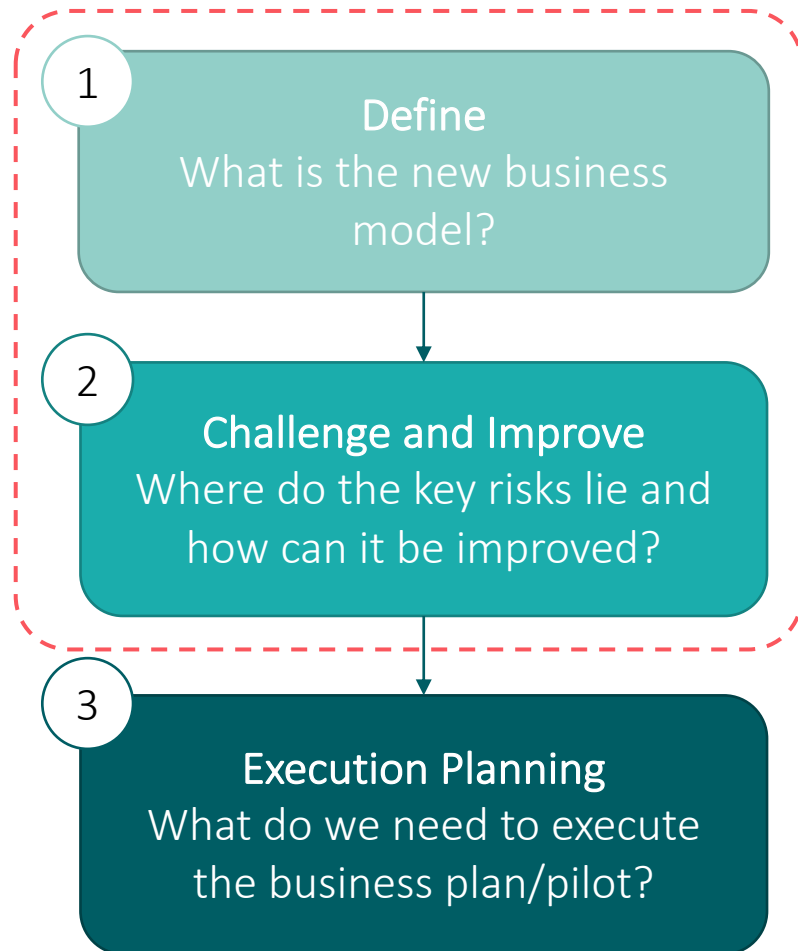 1
Define
What is the new business
model?
2
Challenge and Improve
Where do the key risks lie and
how can it be improved?
3
Execution Planning
What do we need to execute
the business plan/pilot?